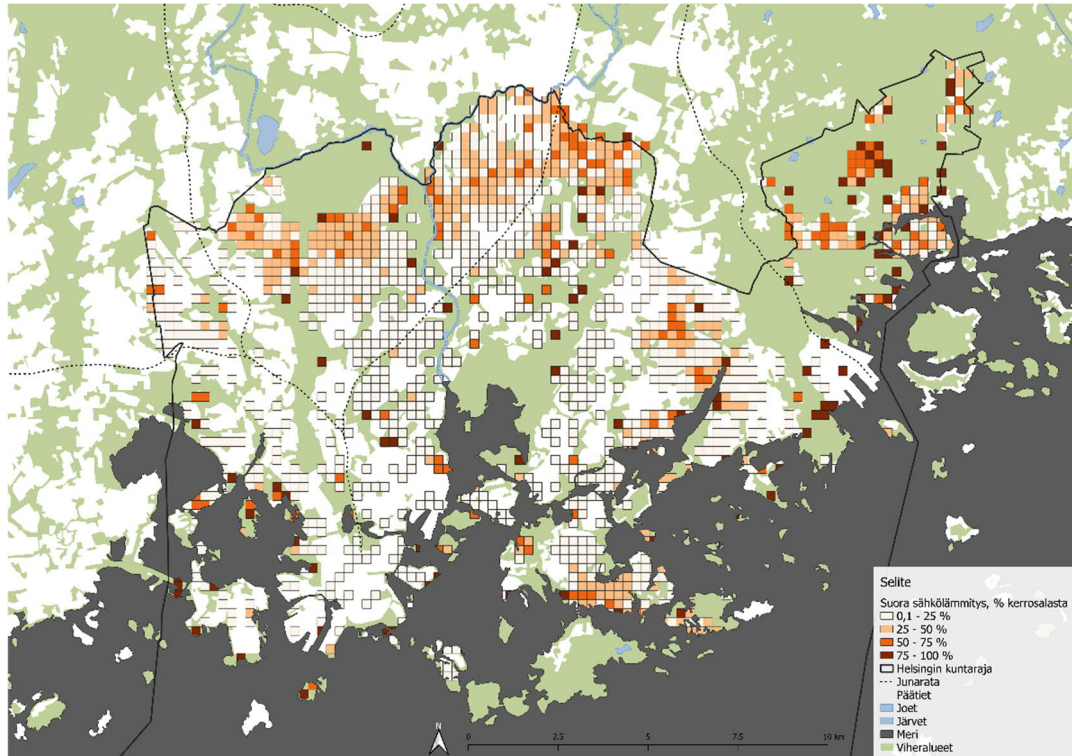 Selite
Suora sähkölämmitys, % kerrosalasta
0,1 - 25 %
25 - 50 %
50 - 75 %
75 - 100 %
Helsingin kuntaraja
Junarata
Päätiet
Joet
Järvet
Meri
Viheralueet
N
0 2.5 5 7.5 10 km